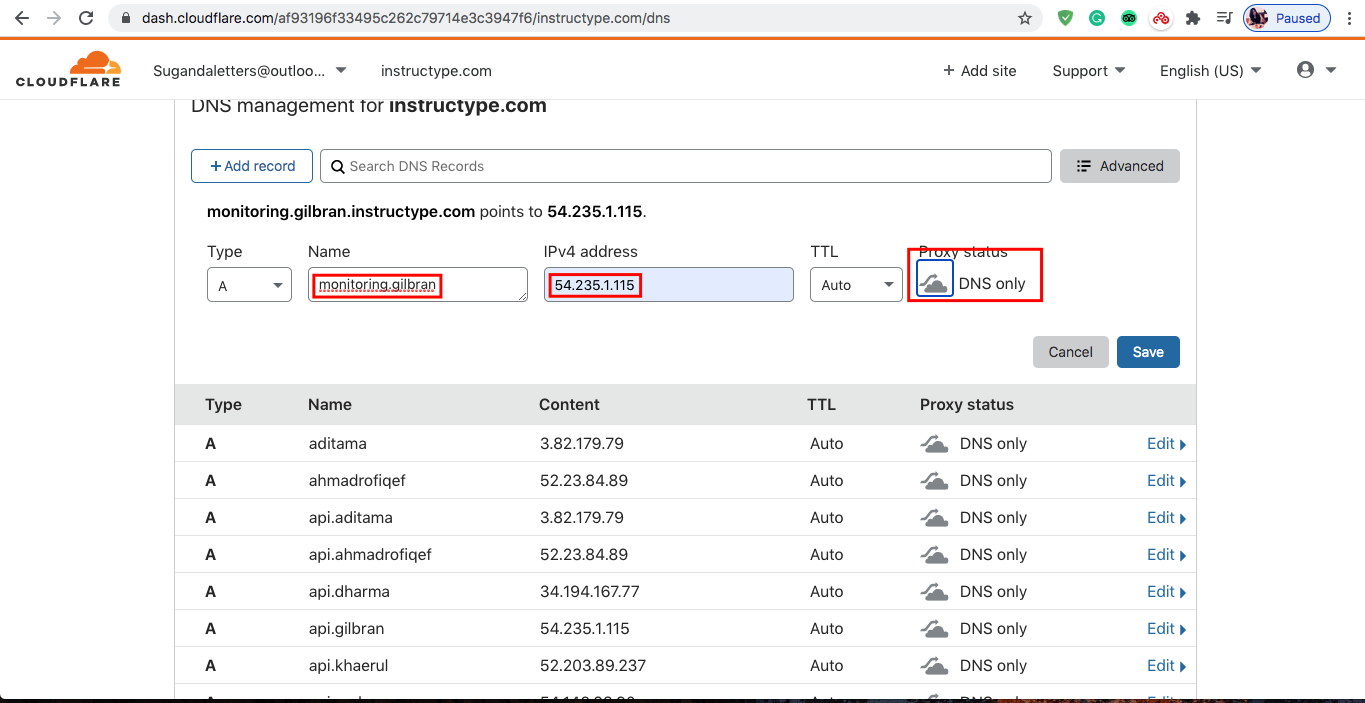 dash.cloudflare.com/af93196f33495c262c79714e3c3947f6/instructype.com/dns
Paused
CLOUDFLARE
Sugandaletters@outloo...
instructype.com
+ Add site
Support
English (US)
DNS management for instructype.com
+ Add record
Search DNS Records
Advanced
monitoring.gilbran.instructype.com points to 54.235.1.115.
Type Name IPv4 address TTL Proxy status
A monitoring.gilbran 54.235.1.115 Auto DNS only
Cancel Save
Type Name Content TTL Proxy status
A aditama 3.82.179.79 Auto DNS only Edit
A ahmadrofiqef 52.23.84.89 Auto DNS only Edit
A api.aditama 3.82.179.79 Auto DNS only Edit
A api.ahmadrofiqef 52.23.84.89 Auto DNS only Edit
A api.dharma 34.194.167.77 Auto DNS only Edit
A api.gilbran 54.235.1.115 Auto DNS only Edit
A api.khaerul 52.203.89.237 Auto DNS only Edit